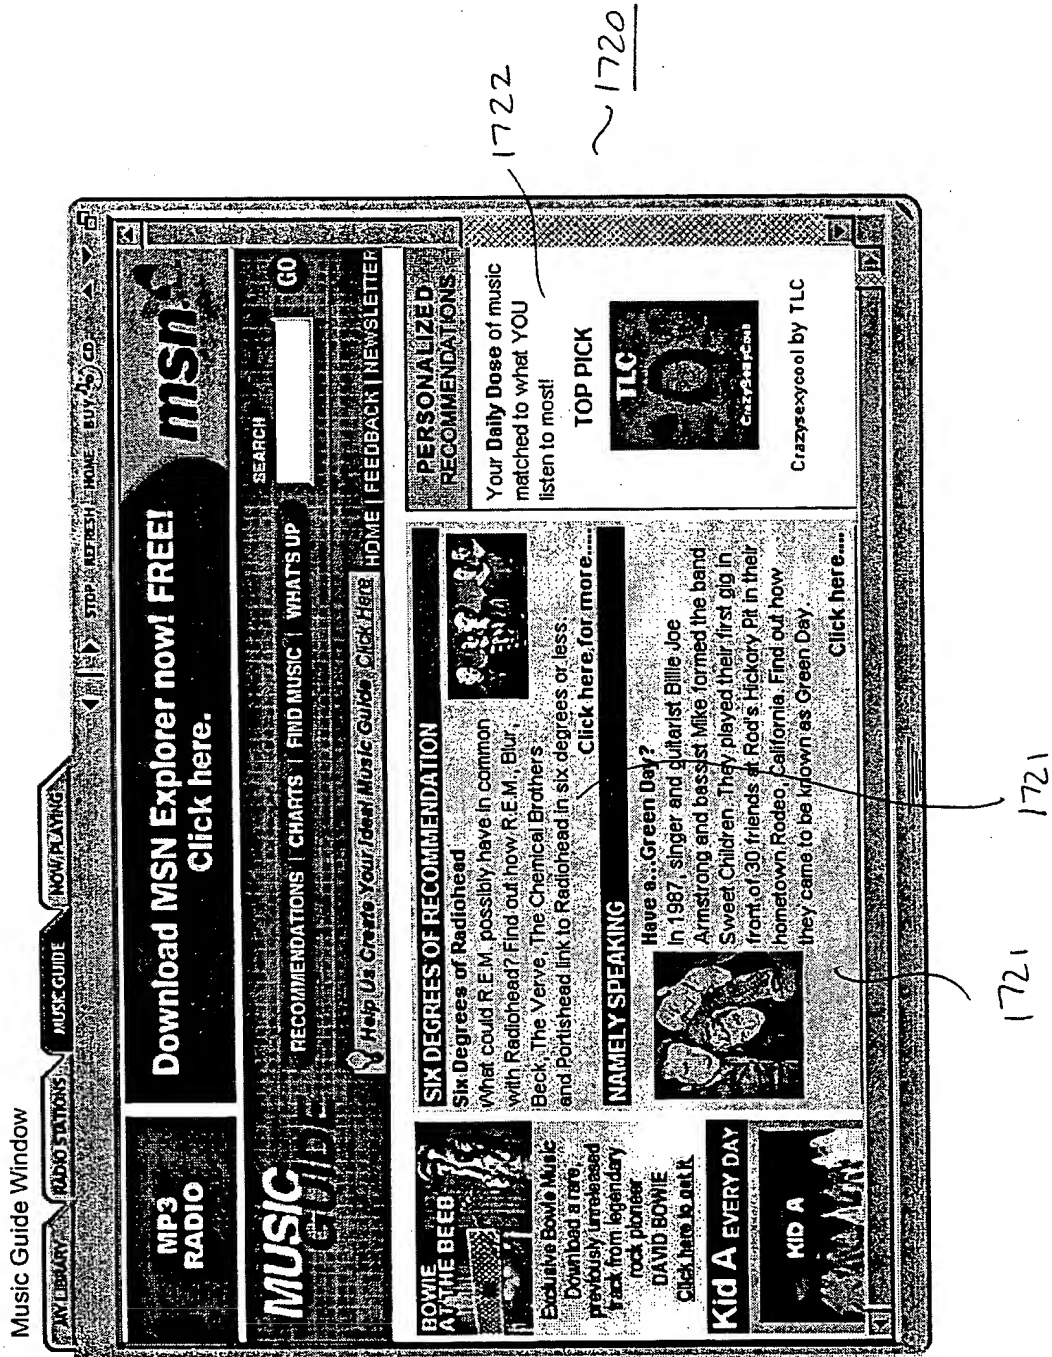 Music Guide Window
MY LIBRARY
RADIO STATIONS
MUSIC GUIDE
NOW PLAYING
STOP REFRESH HOME BUY CD
MP3
RADIO
Download MSN Explorer now! FREE!
Click here.
msn
MUSIC
GUIDE
SEARCH
GO
RECOMMENDATIONS | CHARTS | FIND MUSIC | WHAT'S UP
Help Us Create Your Ideal Music Guide Click Here
HOME | FEEDBACK | NEWSLETTER
BOWIE
AT THE BEEB
Exclusive Bowie Music
Download a rare
previously unreleased
track from legendary
rock pioneer
DAVID BOWIE
Click here to out it
Kid A EVERY DAY
KID A
SIX DEGREES OF RECOMMENDATION
Six Degrees of Radiohead
What could R.E.M. possibly have in common
with Radiohead? Find out how R.E.M., Blur,
Beck, The Verve, The Chemical Brothers
and Portishead link to Radiohead in six degrees or less.
Click here for more.....
NAMELY SPEAKING
Have a...Green Day?
In 1987, singer and guitarist Billie Joe
Armstrong and bassist Mike formed the band
Sweet Children. They played their first gig in
front of 30 friends at Rod's Hickory Pit in their
hometown Rodeo, California. Find out how
they came to be known as Green Day.
Click here....
PERSONALIZED
RECOMMENDATIONS
Your Daily Dose of music
matched to what YOU
listen to most!
TOP PICK
TLC
CrazySexyCool
Crazysexycool by TLC
1722
1720
1721
1721